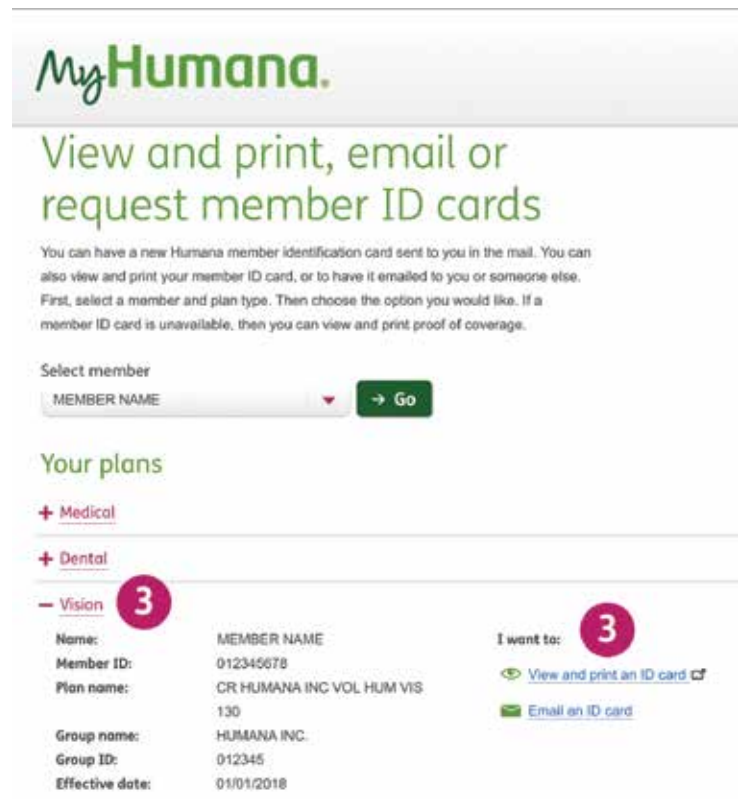 MyHumana.
View and print, email or
request member ID cards
You can have a new Humana member identification card sent to you in the mail. You can
also view and print your member ID card, or to have it emailed to you or someone else.
First, select a member and plan type. Then choose the option you would like. If a
member ID card is unavailable, then you can view and print proof of coverage.
Select member
MEMBER NAME
→ Go
Your plans
+ Medical
+ Dental
− Vision 3
Name: MEMBER NAME
Member ID: 012345678
Plan name: CR HUMANA INC VOL HUM VIS
130
Group name: HUMANA INC.
Group ID: 012345
Effective date: 01/01/2018
I want to: 3
View and print an ID card
Email an ID card